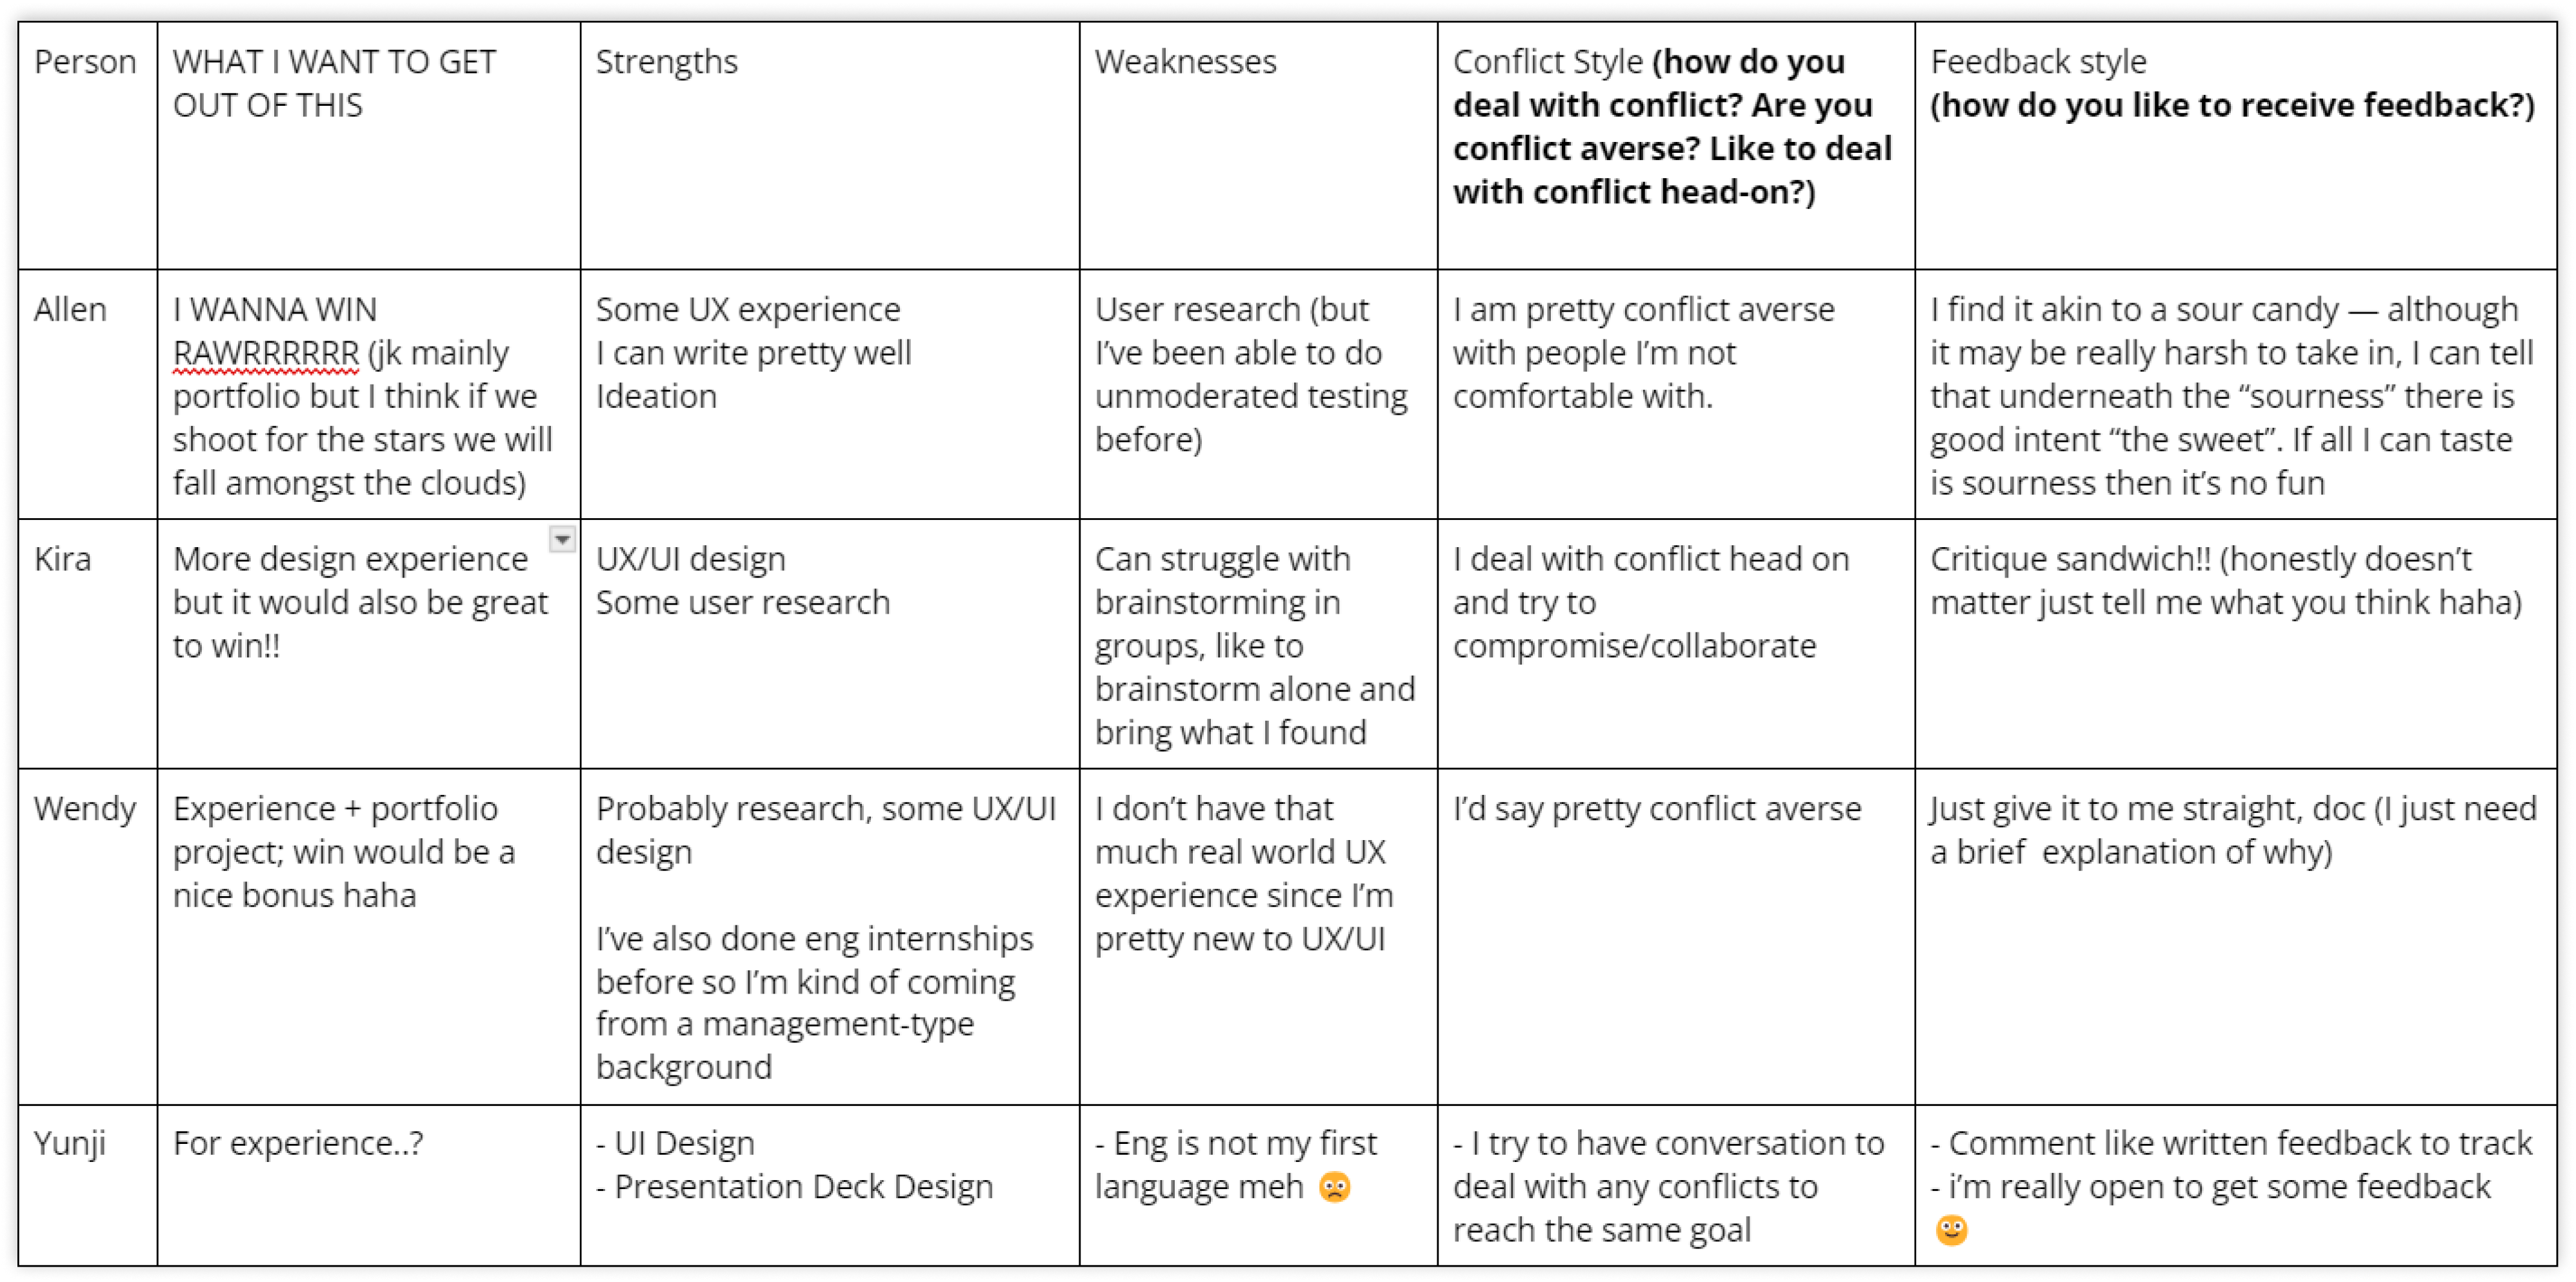 Person
WHAT I WANT TO GET
OUT OF THIS
Strengths
Weaknesses
Conflict Style (how do you
deal with conflict? Are you
conflict averse? Like to deal
with conflict head-on?)
Feedback style
(how do you like to receive feedback?)
Allen
I WANNA WIN
RAWRRRRRR (jk mainly
portfolio but I think if we
shoot for the stars we will
fall amongst the clouds)
Some UX experience
I can write pretty well
Ideation
User research (but
I’ve been able to do
unmoderated testing
before)
I am pretty conflict averse
with people I’m not
comfortable with.
I find it akin to a sour candy — although
it may be really harsh to take in, I can tell
that underneath the “sourness” there is
good intent “the sweet”. If all I can taste
is sourness then it’s no fun
Kira
More design experience
but it would also be great
to win!!
UX/UI design
Some user research
Can struggle with
brainstorming in
groups, like to
brainstorm alone and
bring what I found
I deal with conflict head on
and try to
compromise/collaborate
Critique sandwich!! (honestly doesn’t
matter just tell me what you think haha)
Wendy
Experience + portfolio
project; win would be a
nice bonus haha
Probably research, some UX/UI
design
I’ve also done eng internships
before so I’m kind of coming
from a management-type
background
I don’t have that
much real world UX
experience since I’m
pretty new to UX/UI
I’d say pretty conflict averse
Just give it to me straight, doc (I just need
a brief  explanation of why)
Yunji
For experience..?
- UI Design
- Presentation Deck Design
- Eng is not my first
language meh 🙁
- I try to have conversation to
deal with any conflicts to
reach the same goal
- Comment like written feedback to track
- i’m really open to get some feedback
🙂